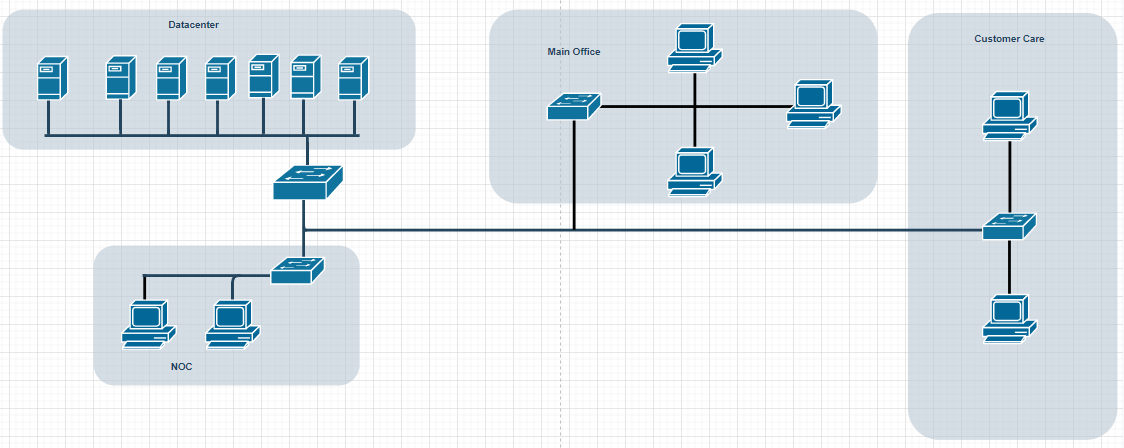 Datacenter
Main Office
Customer Care
NOC